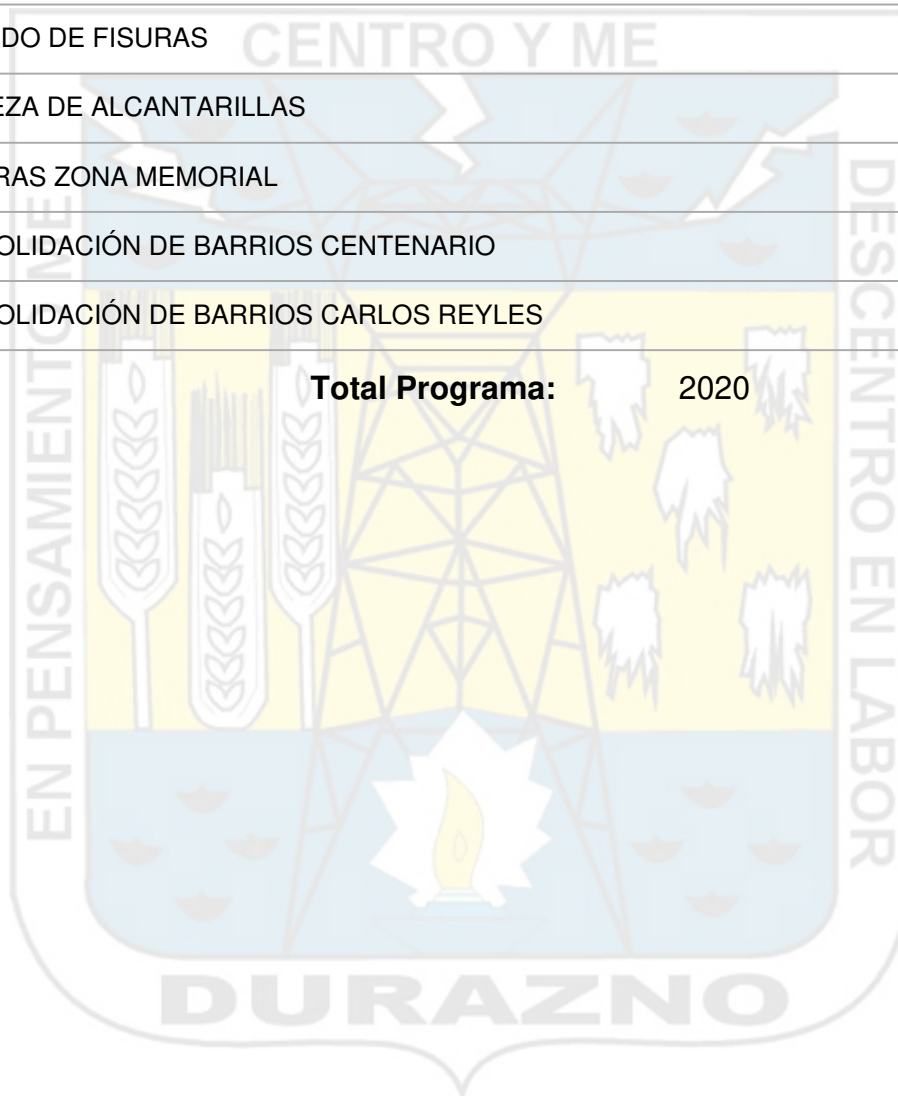 CENTRO Y ME
DO DE FISURAS
EZA DE ALCANTARILLAS
RAS ZONA MEMORIAL
OLIDACIÓN DE BARRIOS CENTENARIO
OLIDACIÓN DE BARRIOS CARLOS REYLES
Total Programa: 2020
EN PENSAMIENTO ME
DESCENTRO EN LABOR
DURAZNO